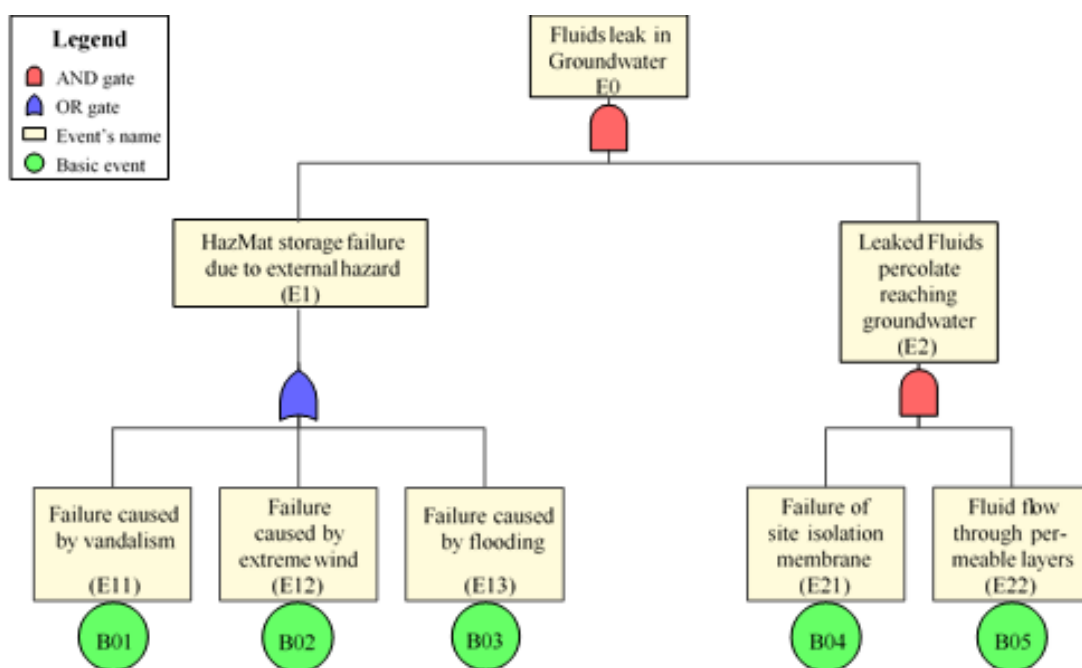 Legend
AND gate
OR gate
Event's name
Basic event
Fluids leak in
Groundwater
E0
HazMat storage failure
due to external hazard
(E1)
Leaked Fluids
percolate
reaching
groundwater
(E2)
Failure caused
by vandalism
(E11)
Failure
caused by
extreme wind
(E12)
Failure caused
by flooding
(E13)
Failure of
site isolation
membrane
(E21)
Fluid flow
through per-
meable layers
(E22)
B01
B02
B03
B04
B05